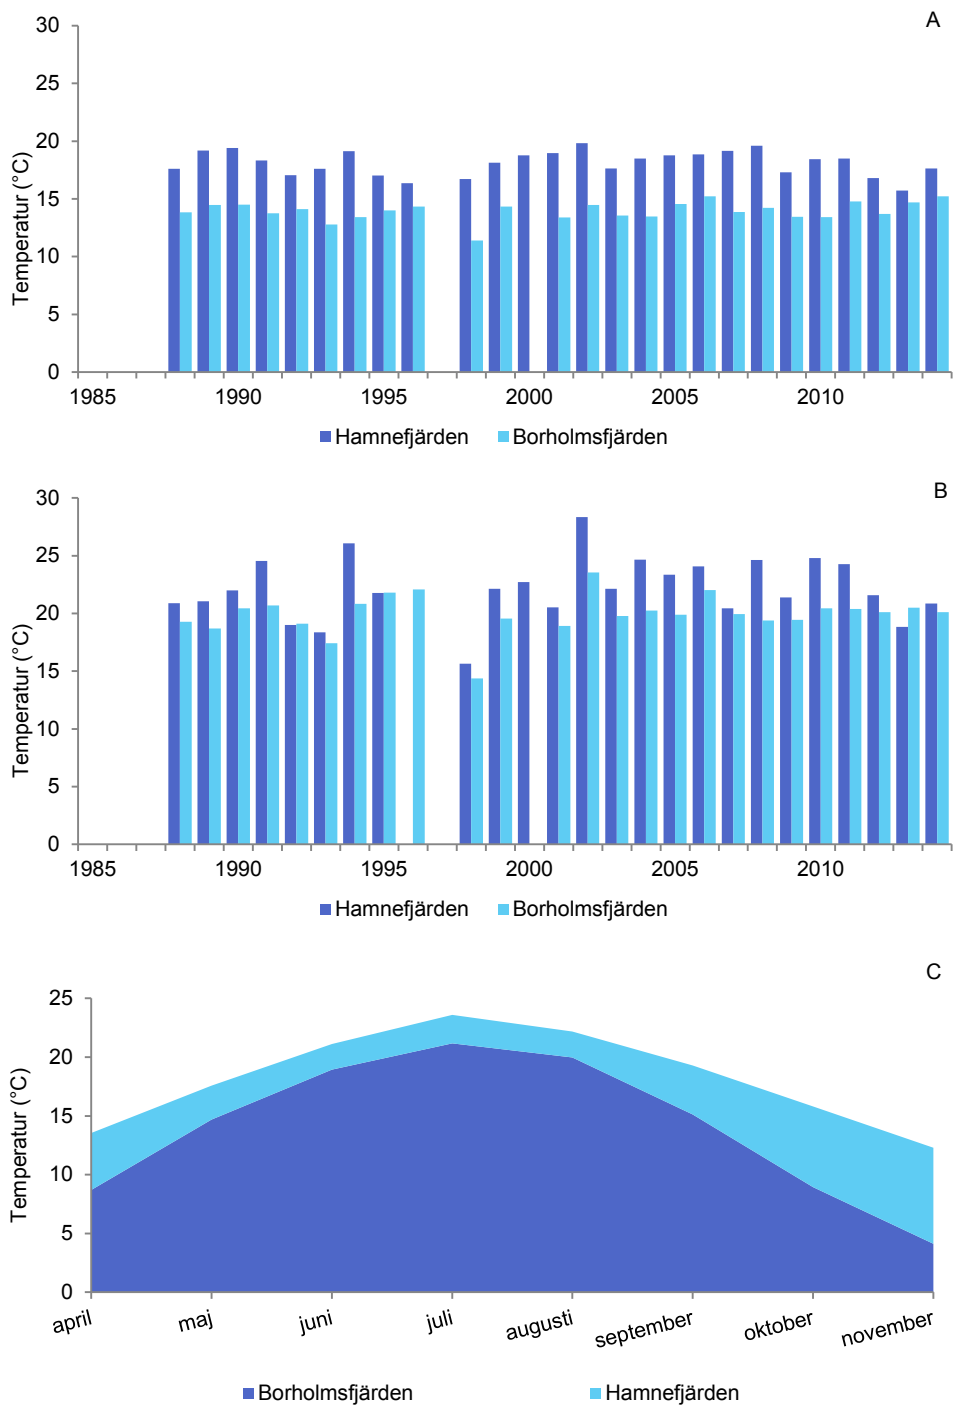 A
Temperatur (°C)
30
25
20
15
10
5
0
1985 1990 1995 2000 2005 2010
Hamnefjärden Borholmsfjärden
B
Temperatur (°C)
30
25
20
15
10
5
0
1985 1990 1995 2000 2005 2010
Hamnefjärden Borholmsfjärden
C
Temperatur (°C)
25
20
15
10
5
0
april maj juni juli augusti september oktober november
Borholmsfjärden Hamnefjärden